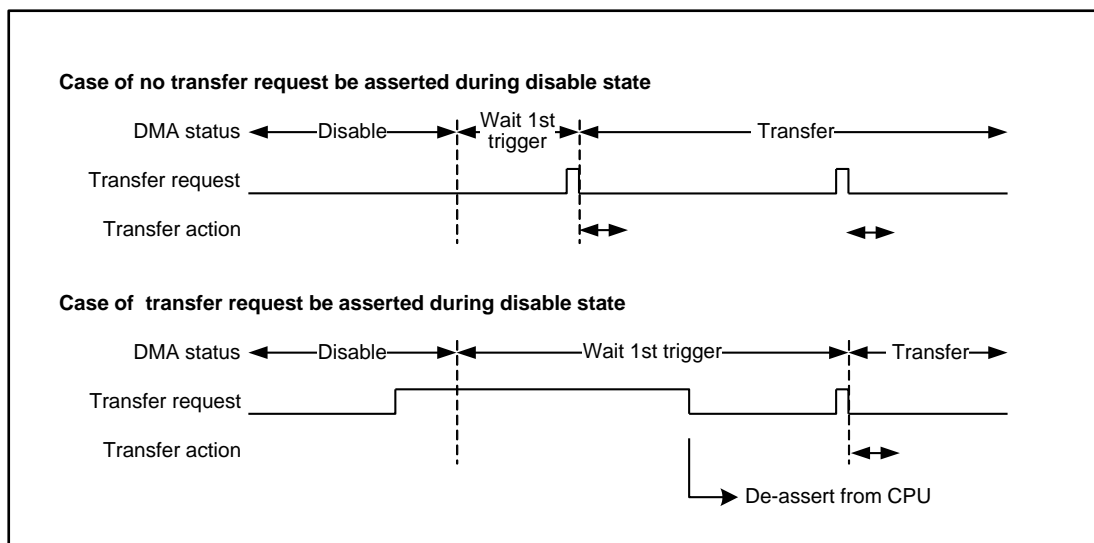 Case of no transfer request be asserted during disable state
DMA status
Disable
Wait 1st
trigger
Transfer
Transfer request
Transfer action
Case of transfer request be asserted during disable state
DMA status
Disable
Wait 1st trigger
Transfer
Transfer request
Transfer action
De-assert from CPU